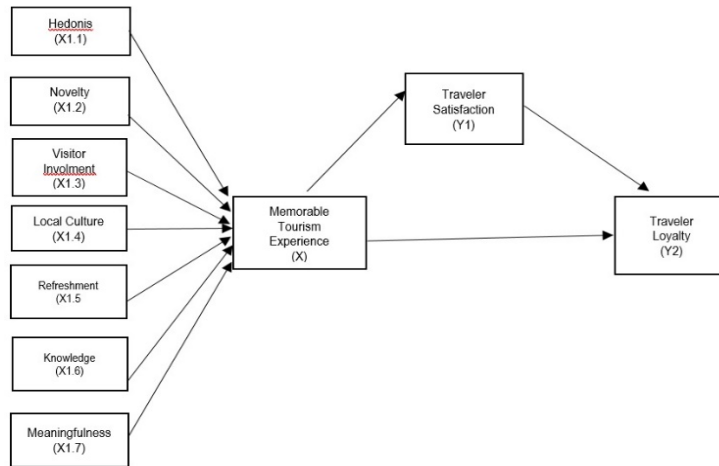 Hedonis
(X1.1)
Novelty
(X1.2)
Visitor
Involment
(X1.3)
Local Culture
(X1.4)
Refreshment
(X1.5
Knowledge
(X1.6)
Meaningfulness
(X1.7)
Memorable
Tourism
Experience
(X)
Traveler
Satisfaction
(Y1)
Traveler
Loyalty
(Y2)